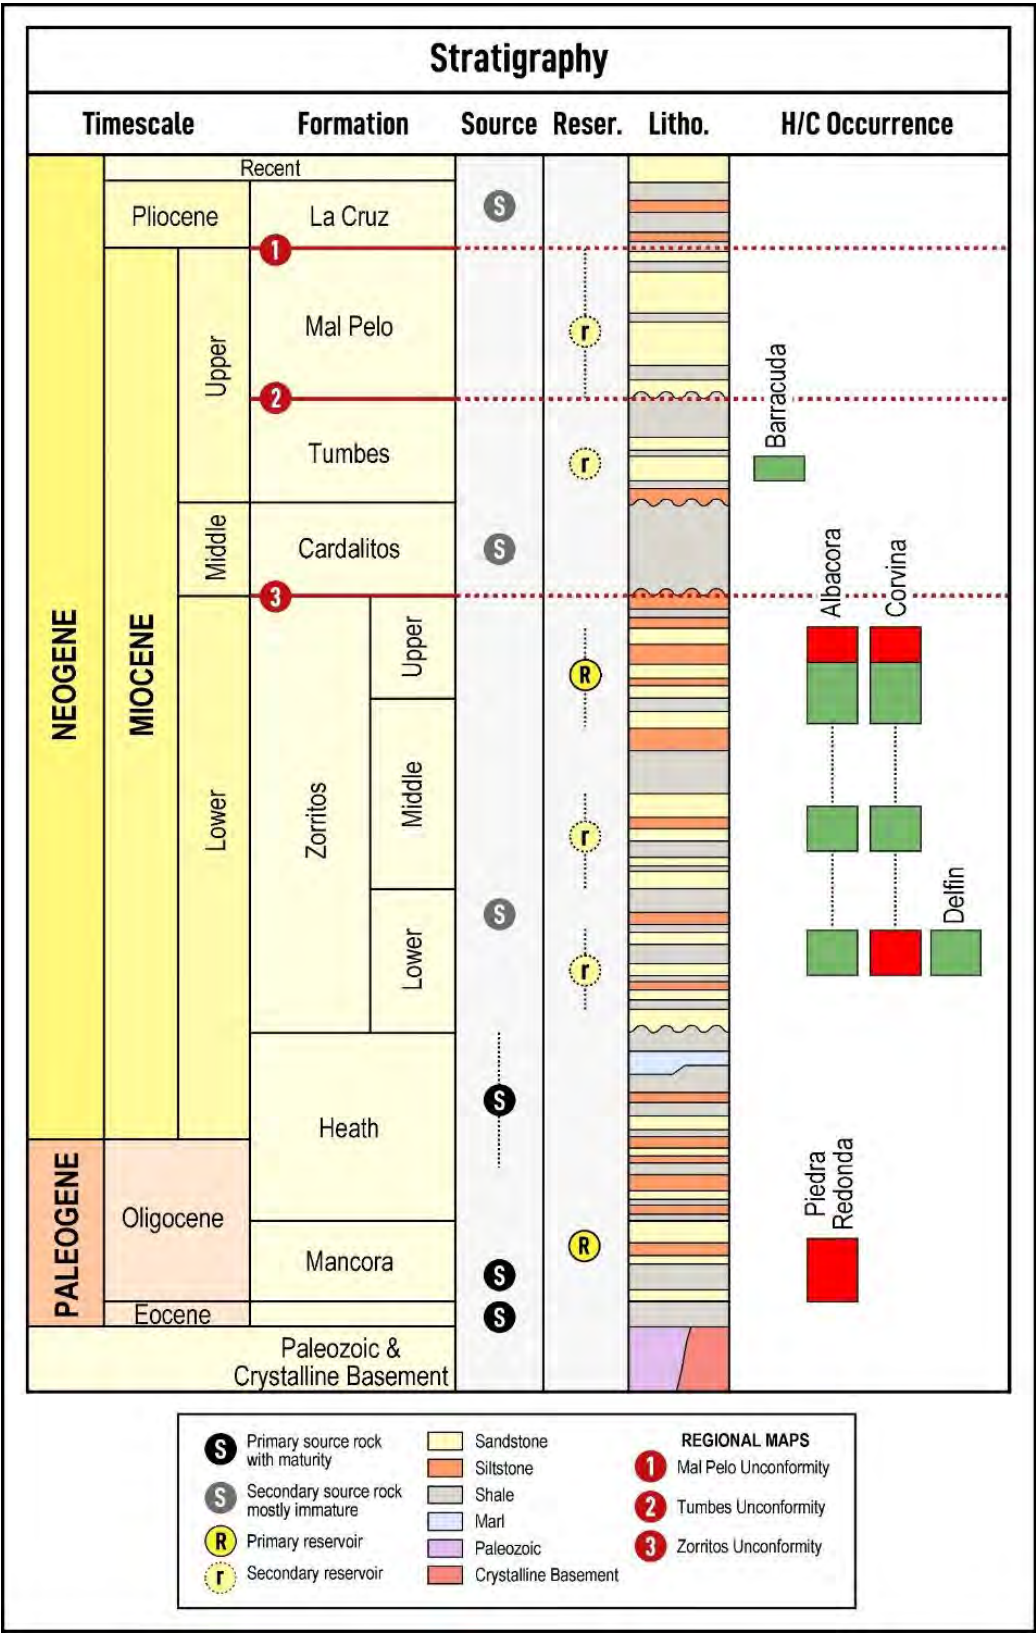 Stratigraphy
Timescale Formation Source Reser. Litho. H/C Occurrence
Recent
Pliocene La Cruz S
1
NEOGENE
MIOCENE
Upper
Mal Pelo r
2
Barracuda
Tumbes r
Middle
Cardalitos S
3
Albacora
Corvina
Lower
Zorritos
Upper
R
Middle
r
S
Lower
r
Delfin
Heath S
PALEOGENE
Oligocene
Piedra
Redonda
Mancora R
S
Eocene S
Paleozoic &
Crystalline Basement
S Primary source rock
with maturity
S Secondary source rock
mostly immature
R Primary reservoir
r Secondary reservoir
Sandstone
Siltstone
Shale
Marl
Paleozoic
Crystalline Basement
REGIONAL MAPS
1 Mal Pelo Unconformity
2 Tumbes Unconformity
3 Zorritos Unconformity